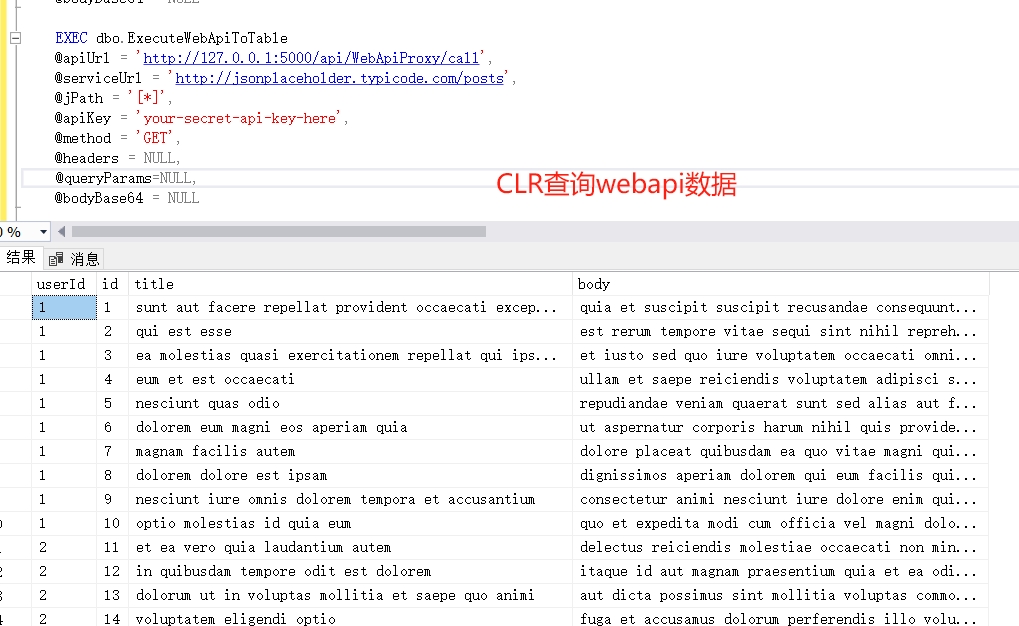 @bodyBase64 = NULL
EXEC dbo.ExecuteWebApiToTable
@apiUrl = 'http://127.0.0.1:5000/api/WebApiProxy/call',
@serviceUrl = 'http://jsonplaceholder.typicode.com/posts',
@jPath = '[*]',
@apiKey = 'your-secret-api-key-here',
@method = 'GET',
@headers = NULL,
@queryParams=NULL,
CLR查询webapi数据
@bodyBase64 = NULL
0 %
结果 消息
userId id title body
1 1 sunt aut facere repellat provident occaecati excep... quia et suscipit suscipit recusandae consequunt...
1 2 qui est esse est rerum tempore vitae sequi sint nihil repreh...
1 3 ea molestias quasi exercitationem repellat qui ips... et iusto sed quo iure voluptatem occaecati omni...
1 4 eum et est occaecati ullam et saepe reiciendis voluptatem adipisci s...
1 5 nesciunt quas odio repudiandae veniam quaerat sunt sed alias aut f...
1 6 dolorem eum magni eos aperiam quia ut aspernatur corporis harum nihil quis provide...
1 7 magnam facilis autem dolore placeat quibusdam ea quo vitae magni qui...
1 8 dolorem dolore est ipsam dignissimos aperiam dolorem qui eum facilis qui...
1 9 nesciunt iure omnis dolorem tempora et accusantium consectetur animi nesciunt iure dolore enim qui...
1 10 optio molestias id quia eum quo et expedita modi cum officia vel magni dolo...
2 11 et ea vero quia laudantium autem delectus reiciendis molestiae occaecati non min...
2 12 in quibusdam tempore odit est dolorem itaque id aut magnam praesentium quia et ea odi...
2 13 dolorum ut in voluptas mollitia et saepe quo animi aut dicta possimus sint mollitia voluptas commo...
2 14 voluptatem eligendi optio fuga et accusamus dolorum perferendis illo volu...